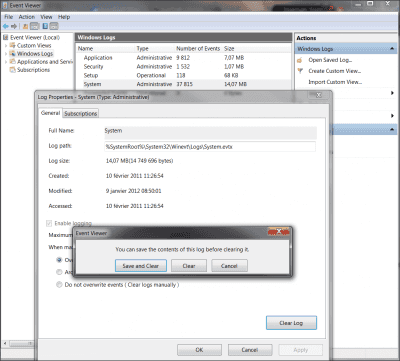 Event Viewer
File Action View Help
Event Viewer (Local)
Custom Views
Windows Logs
Applications and Servi
Subscriptions
Windows Logs
Name Type Number of Events Size
Application Administrative 9 812 7,07 MB
Security Administrative 1 532 1,07 MB
Setup Operational 118 68 KB
System Administrative 37 815 14,07 MB
Actions
Windows Logs
Open Saved Log...
Create Custom View...
Import Custom View...
Log Properties - System (Type: Administrative)
General Subscriptions
Full Name: System
Log path: %SystemRoot%\System32\Winevt\Logs\System.evtx
Log size: 14,07 MB(14 749 696 bytes)
Created: 10 février 2011 11:26:54
Modified: 9 janvier 2012 08:50:01
Accessed: 10 février 2011 11:26:54
Enable logging
Maximum
When ma
Ove
Arc
Do not overwrite events ( Clear logs manually )
Event Viewer
You can save the contents of this log before clearing it.
Save and Clear Clear Cancel
Clear Log
OK Cancel Apply